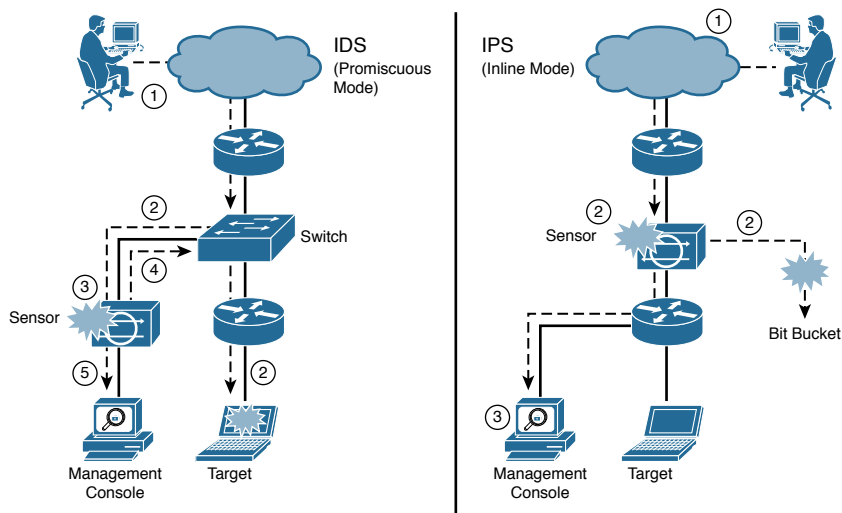 IDS
(Promiscuous
Mode)
1
2
Switch
4
3
Sensor
5
2
Management
Console
Target
1
IPS
(Inline Mode)
2
Sensor
2
Bit Bucket
3
Management
Console
Target